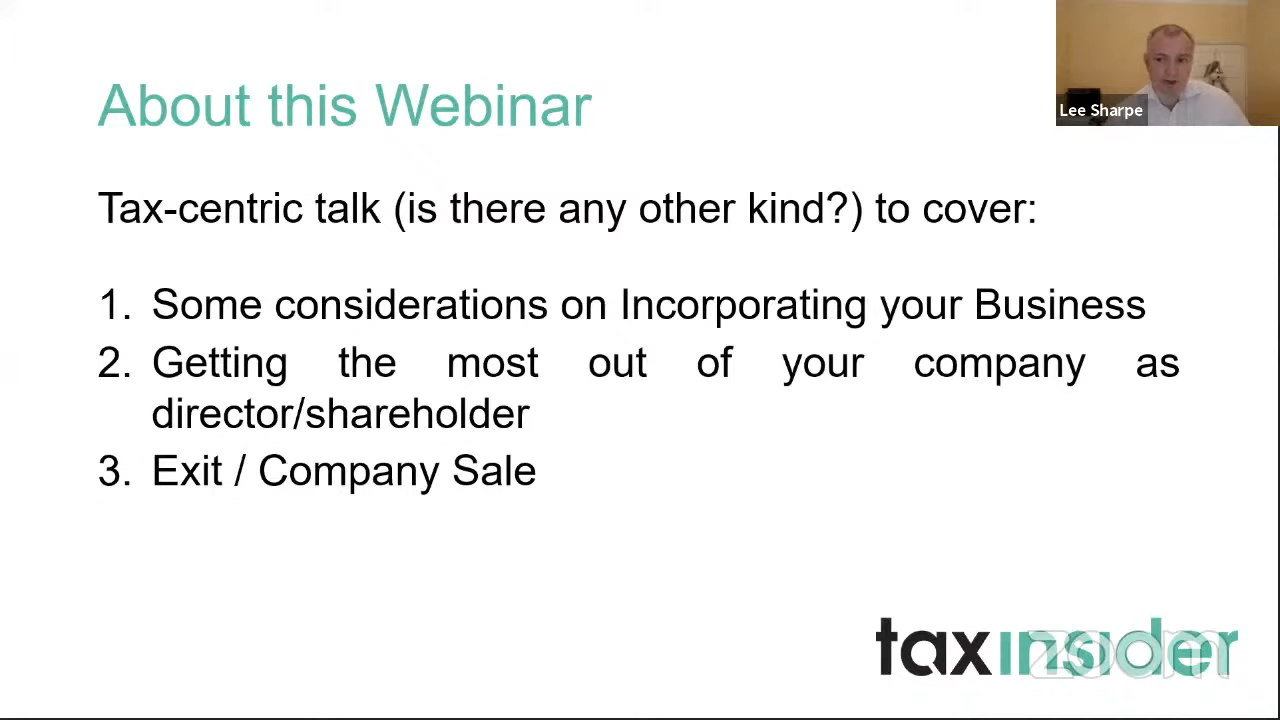 About this Webinar
Lee Sharpe
Tax-centric talk (is there any other kind?) to cover:
1. Some considerations on Incorporating your Business
2. Getting the most out of your company as
director/shareholder
3. Exit / Company Sale
taxinsider
zoom